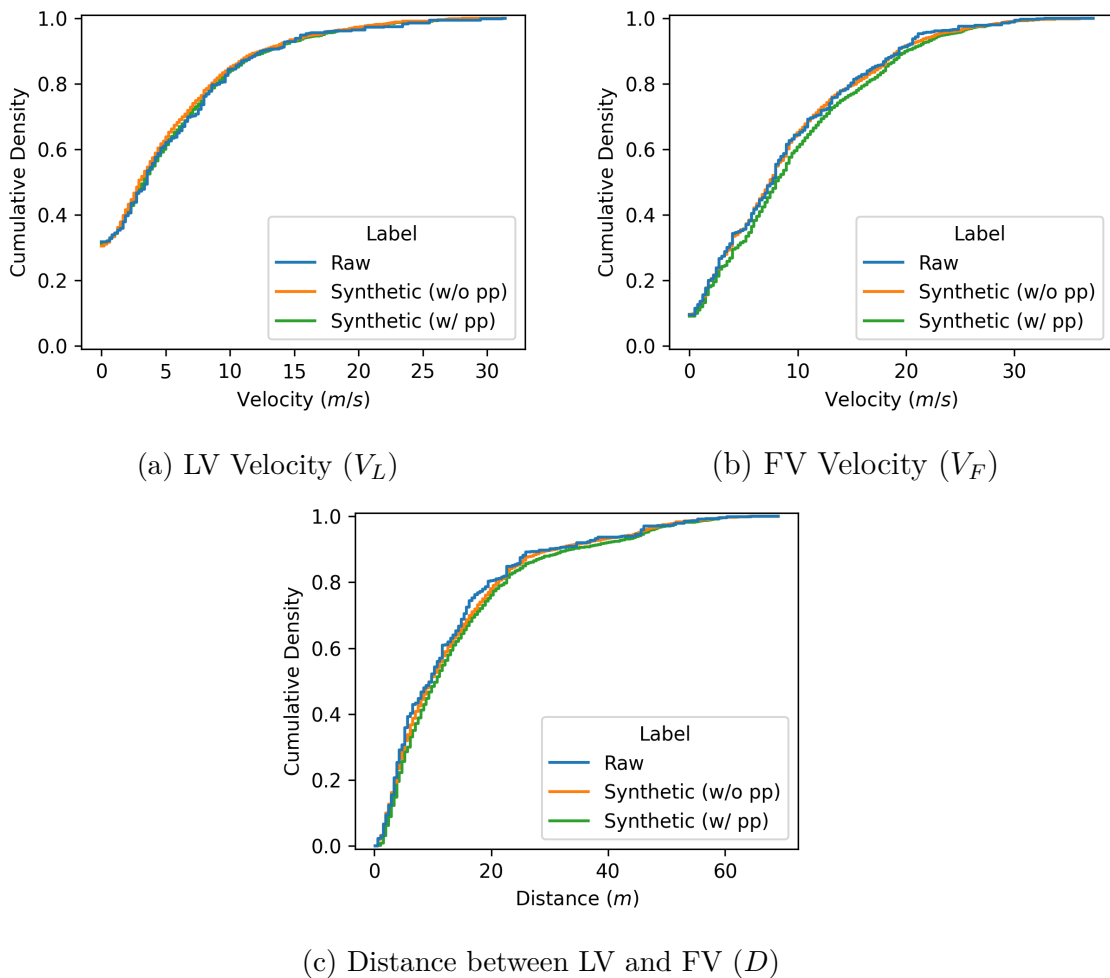 1.0
0.8
0.6
0.4
0.2
0.0
Cumulative Density
Label
Raw
Synthetic (w/o pp)
Synthetic (w/ pp)
0 5 10 15 20 25 30
Velocity (m/s)
(a) LV Velocity (V_L)
1.0
0.8
0.6
0.4
0.2
0.0
Cumulative Density
Label
Raw
Synthetic (w/o pp)
Synthetic (w/ pp)
0 10 20 30
Velocity (m/s)
(b) FV Velocity (V_F)
1.0
0.8
0.6
0.4
0.2
0.0
Cumulative Density
Label
Raw
Synthetic (w/o pp)
Synthetic (w/ pp)
0 20 40 60
Distance (m)
(c) Distance between LV and FV (D)